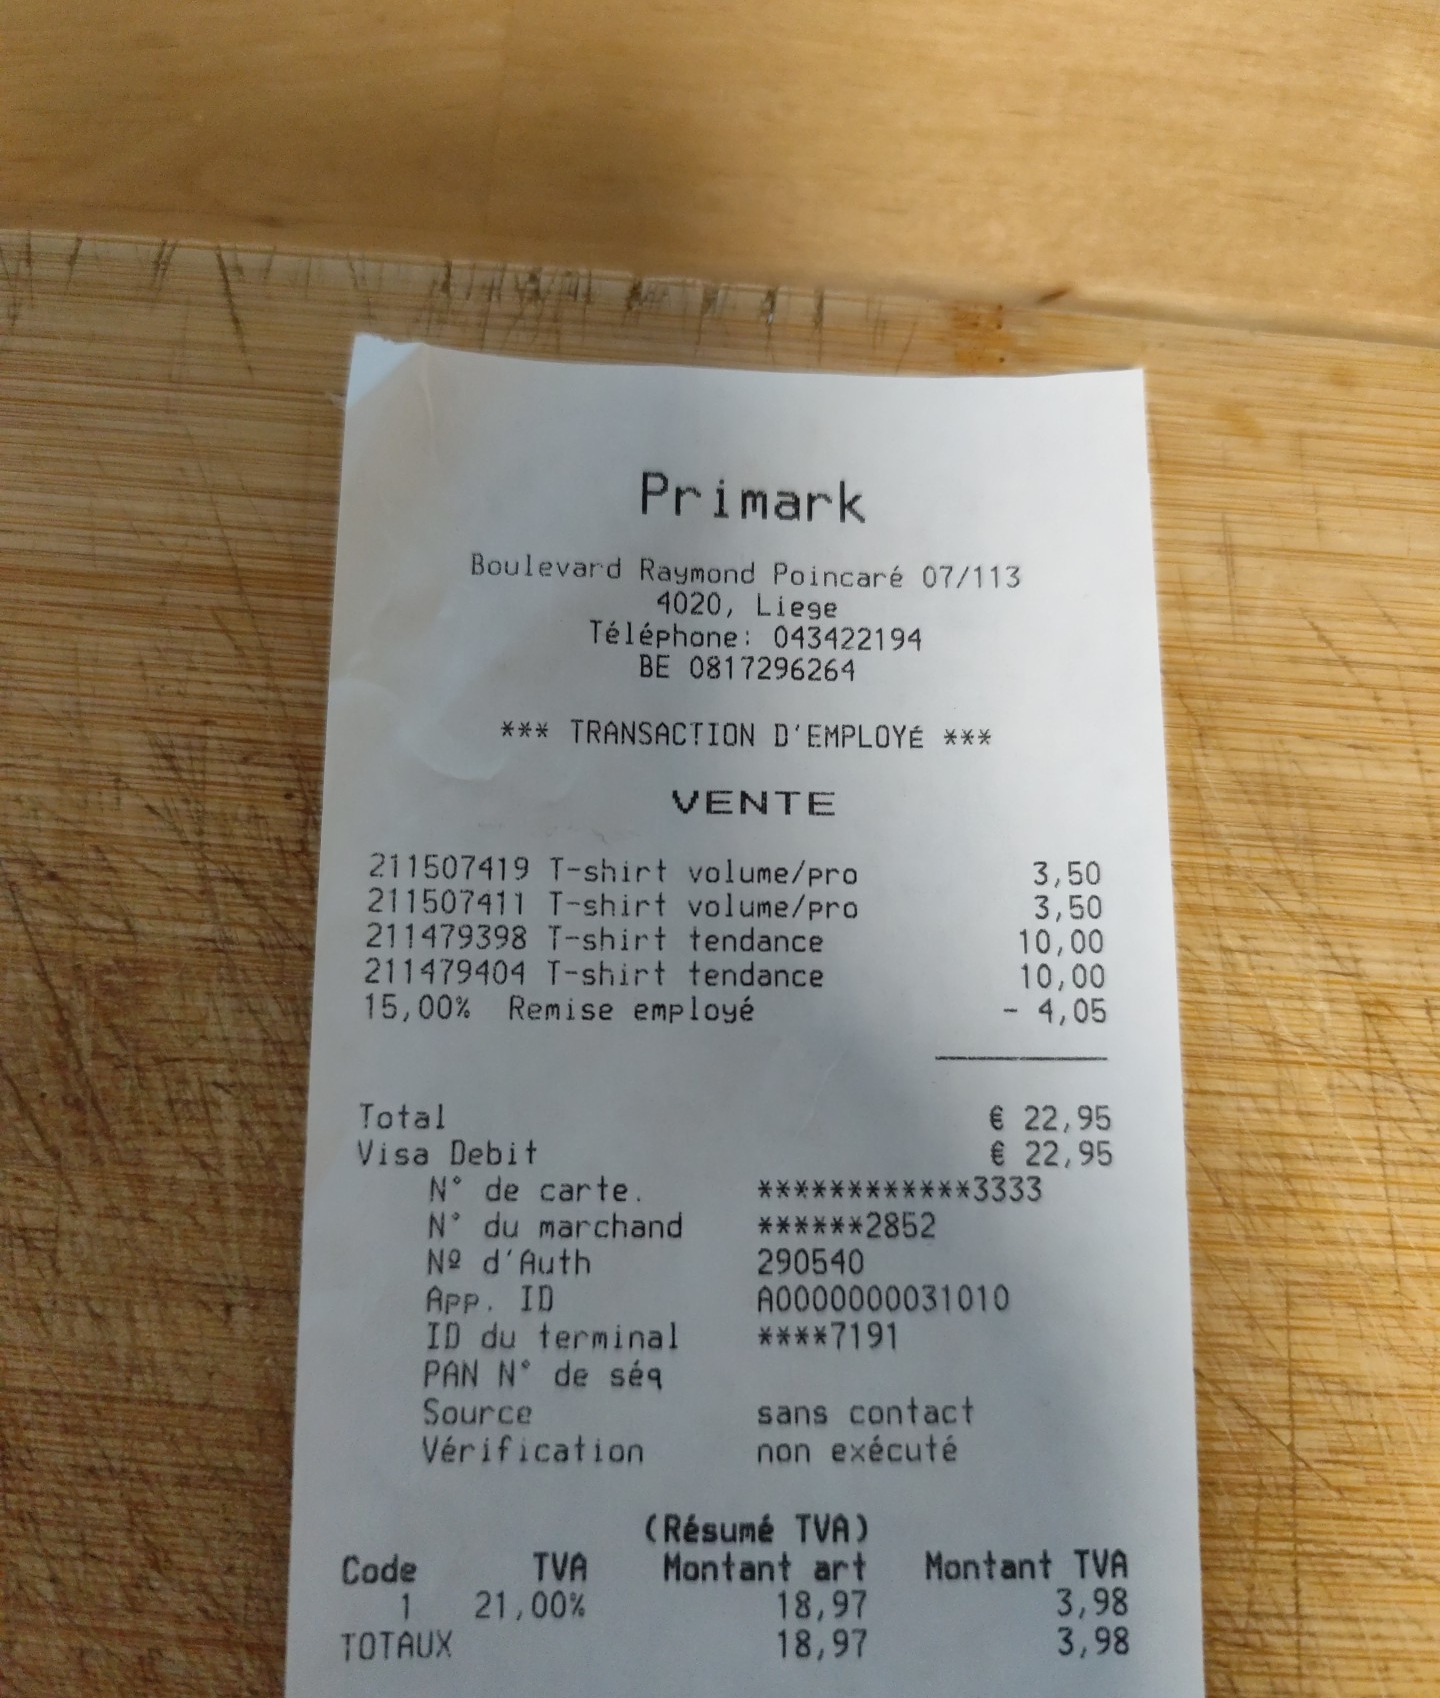 Primark
Boulevard Raymond Poincaré 07/113
4020, Liege
Téléphone: 043422194
BE 0817296264
*** TRANSACTION D'EMPLOYÉ ***
VENTE
211507419 T-shirt volume/pro 3,50
211507411 T-shirt volume/pro 3,50
211479398 T-shirt tendance 10,00
211479404 T-shirt tendance 10,00
15,00% Remise employé - 4,05
Total € 22,95
Visa Debit € 22,95
N° de carte. ************3333
N° du marchand ******2852
Nº d'Auth 290540
App. ID A0000000031010
ID du terminal ****7191
PAN N° de séq
Source sans contact
Vérification non exécuté
(Résumé TVA)
Code TVA Montant art Montant TVA
1 21,00% 18,97 3,98
TOTAUX 18,97 3,98